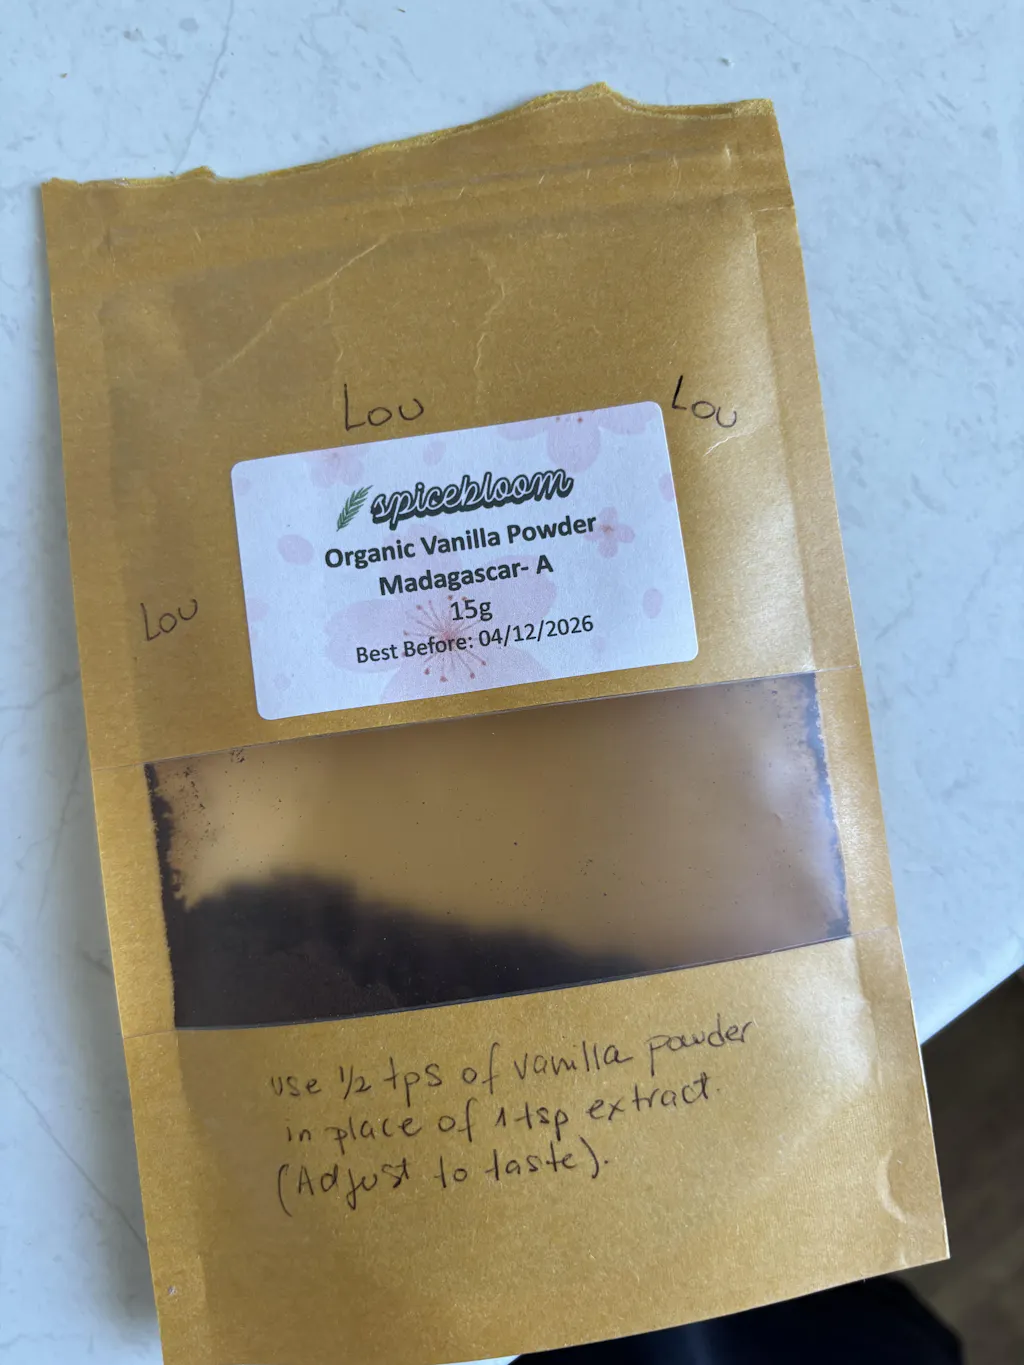 Lou
Lou
spicebloom
Organic Vanilla Powder
Madagascar- A
15g
Best Before: 04/12/2026
Lou
use 1/2 tps of vanilla powder
in place of 1 tsp extract.
(Adjust to taste).